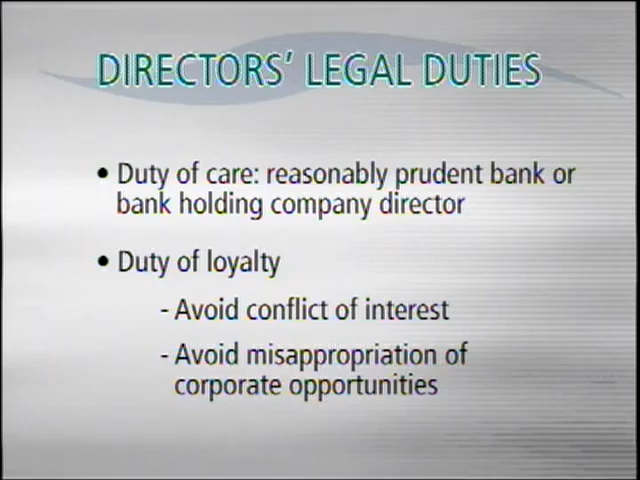 DIRECTORS' LEGAL DUTIES
• Duty of care: reasonably prudent bank or
bank holding company director
• Duty of loyalty
- Avoid conflict of interest
- Avoid misappropriation of
corporate opportunities